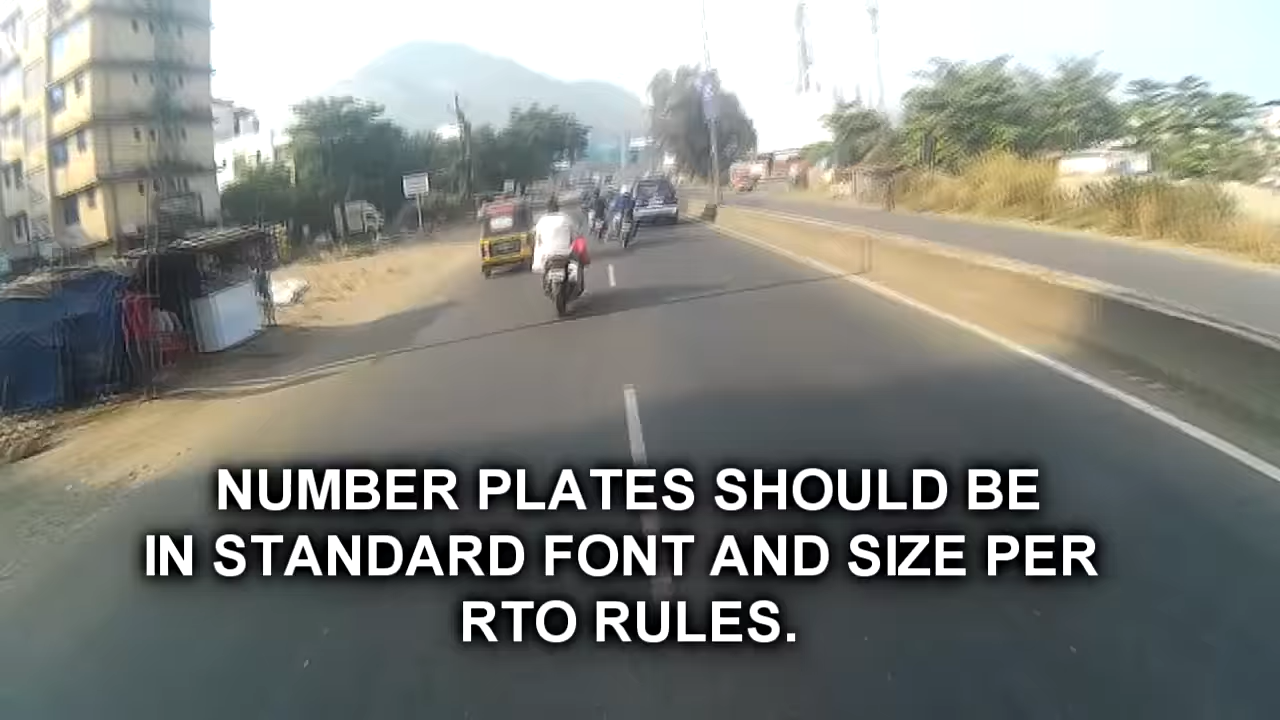 NUMBER PLATES SHOULD BE
IN STANDARD FONT AND SIZE PER
RTO RULES.